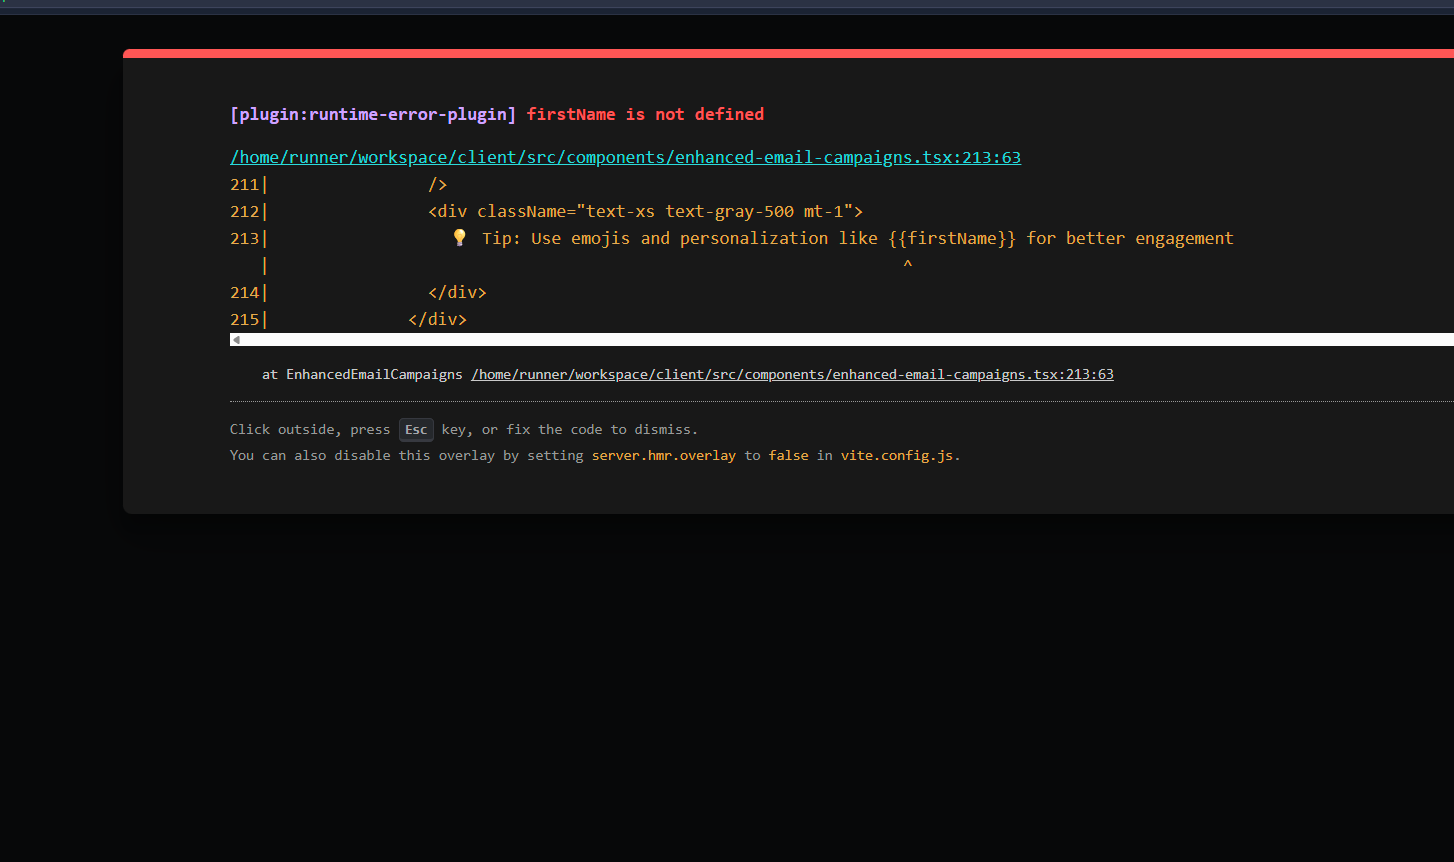 [plugin:runtime-error-plugin] firstName is not defined
/home/runner/workspace/client/src/components/enhanced-email-campaigns.tsx:213:63
211|                />
212|                <div className="text-xs text-gray-500 mt-1">
213|                  💡 Tip: Use emojis and personalization like {{firstName}} for better engagement
   |                                                               ^
214|                </div>
215|              </div>
at EnhancedEmailCampaigns /home/runner/workspace/client/src/components/enhanced-email-campaigns.tsx:213:63
Click outside, press Esc key, or fix the code to dismiss.
You can also disable this overlay by setting server.hmr.overlay to false in vite.config.js.